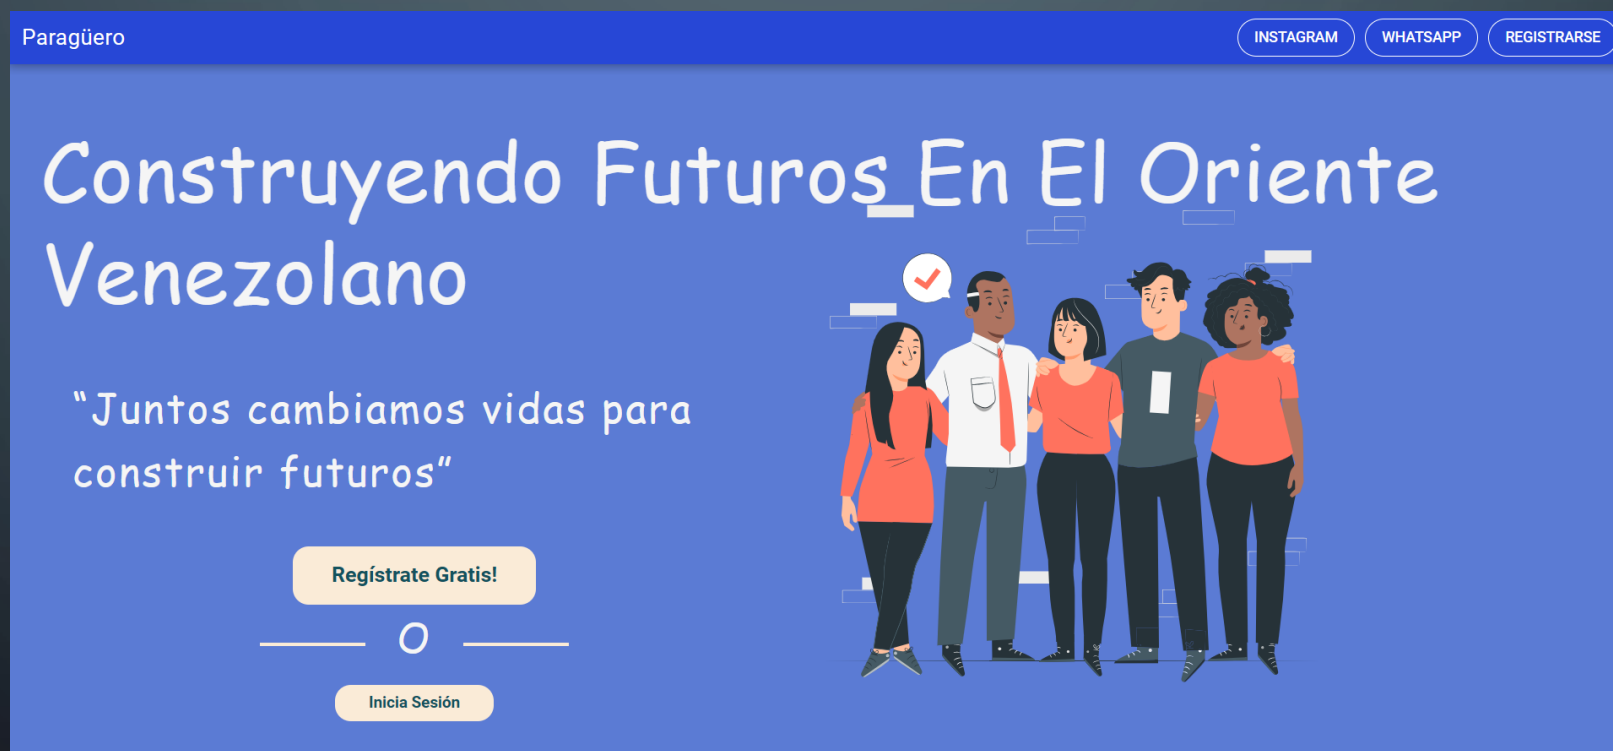 Paragüero
INSTAGRAM
WHATSAPP
REGISTRARSE
Construyendo Futuros En El Oriente
Venezolano
“Juntos cambiamos vidas para
construir futuros”
Regístrate Gratis!
O
Inicia Sesión